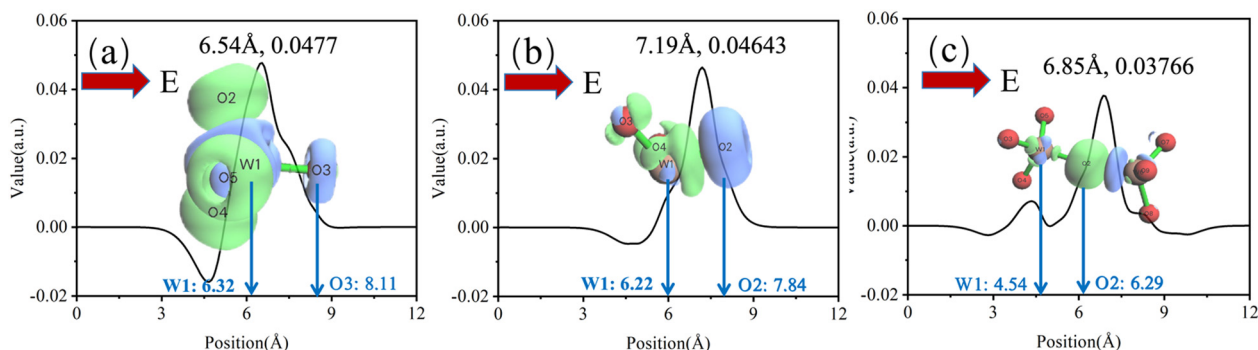 (a)
6.54Å, 0.0477
E
O2
W1
O3
O5
O4
W1: 6.32
O3: 8.11
0.06
0.04
0.02
0.00
-0.02
0
3
6
9
12
Value(a.u.)
Position(Å)
(b)
7.19Å, 0.04643
E
O3
O4
W1
O2
W1: 6.22
O2: 7.84
0.06
0.04
0.02
0.00
-0.02
0
3
6
9
12
Value(a.u.)
Position(Å)
(c)
6.85Å, 0.03766
E
W1
O2
W1: 4.54
O2: 6.29
0.06
0.04
0.02
0.00
-0.02
0
3
6
9
12
Value(a.u.)
Position(Å)